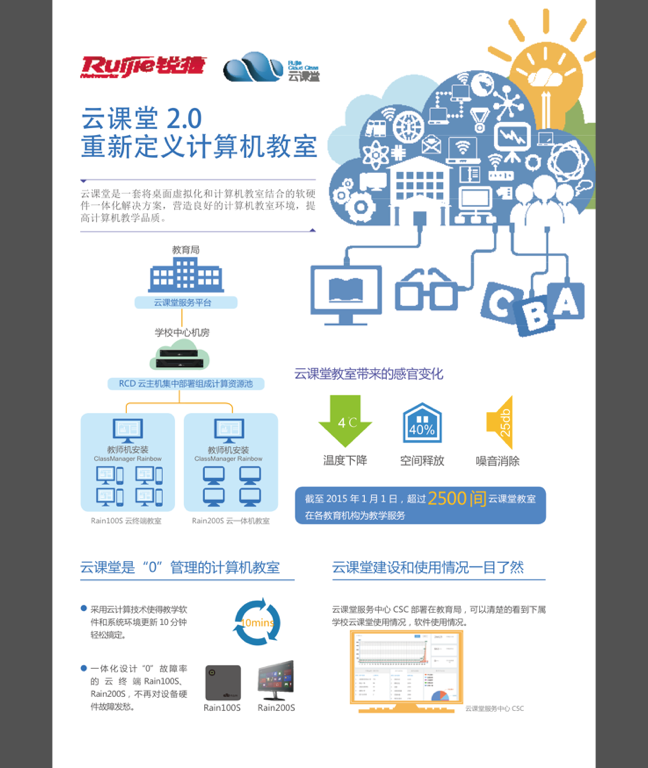 Ruijie锐捷
Networks
Ruijie
Cloud Class
云课堂
云课堂 2.0
重新定义计算机教室
云课堂是一套将桌面虚拟化和计算机教室结合的软硬
件一体化解决方案，营造良好的计算机教室环境，提
高计算机教学品质。
教育局
云课堂服务平台
学校中心机房
RCD 云主机集中部署组成计算资源池
教师机安装
ClassManager Rainbow
Rain100S 云终端教室
教师机安装
ClassManager Rainbow
Rain200S 云一体机教室
C B A
云课堂教室带来的感官变化
4℃
温度下降
40%
空间释放
25db
噪音消除
截至 2015 年 1 月 1 日，超过 2500 间 云课堂教室
在各教育机构为教学服务
云课堂是“0”管理的计算机教室
采用云计算技术使得教学软
件和系统环境更新 10 分钟
轻松搞定。
10mins
一体化设计“0”故障率
的云终端 Rain100S、
Rain200S，不再对设备硬
件故障发愁。
Rain100S
Rain200S
云课堂建设和使用情况一目了然
云课堂服务中心 CSC 部署在教育局，可以清楚的看到下属
学校云课堂使用情况，软件使用情况。
云课堂服务中心 CSC